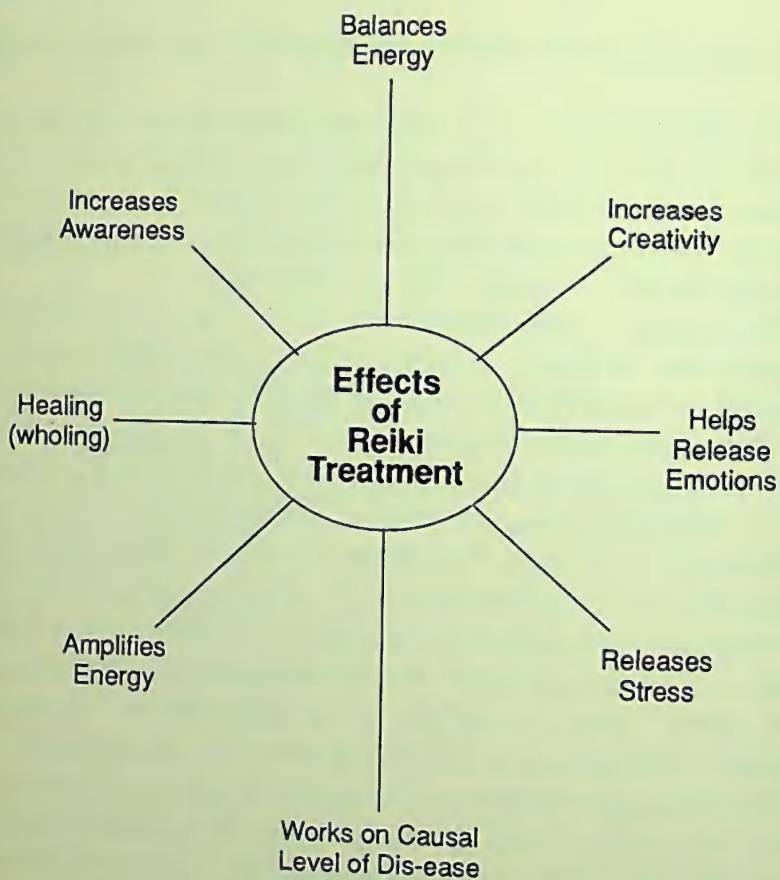 Balances
Energy
Increases
Awareness
Increases
Creativity
Healing
(wholing)
Effects
of
Reiki
Treatment
Helps
Release
Emotions
Amplifies
Energy
Releases
Stress
Works on Causal
Level of Dis-ease